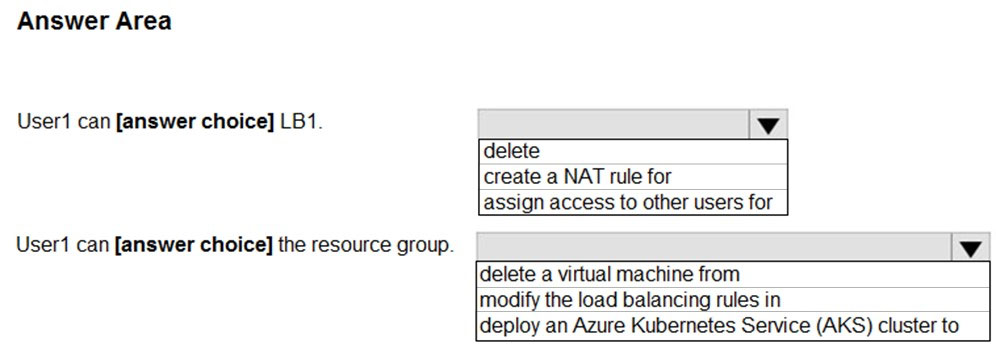 Answer Area
User1 can [answer choice] LB1.
delete
create a NAT rule for
assign access to other users for
User1 can [answer choice] the resource group.
delete a virtual machine from
modify the load balancing rules in
deploy an Azure Kubernetes Service (AKS) cluster to